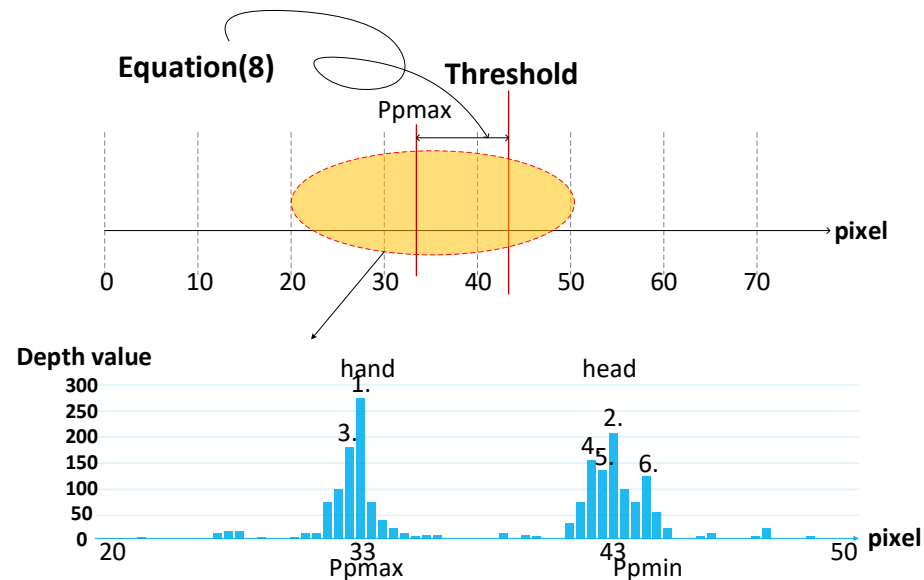 Equation(8)
Threshold
Ppmax
pixel
0 10 20 30 40 50 60 70
Depth value
hand head
300
250
200
150
100
50
0
1.
2.
3.
4.
5.
6.
20 33 43 50
pixel
Ppmax Ppmin